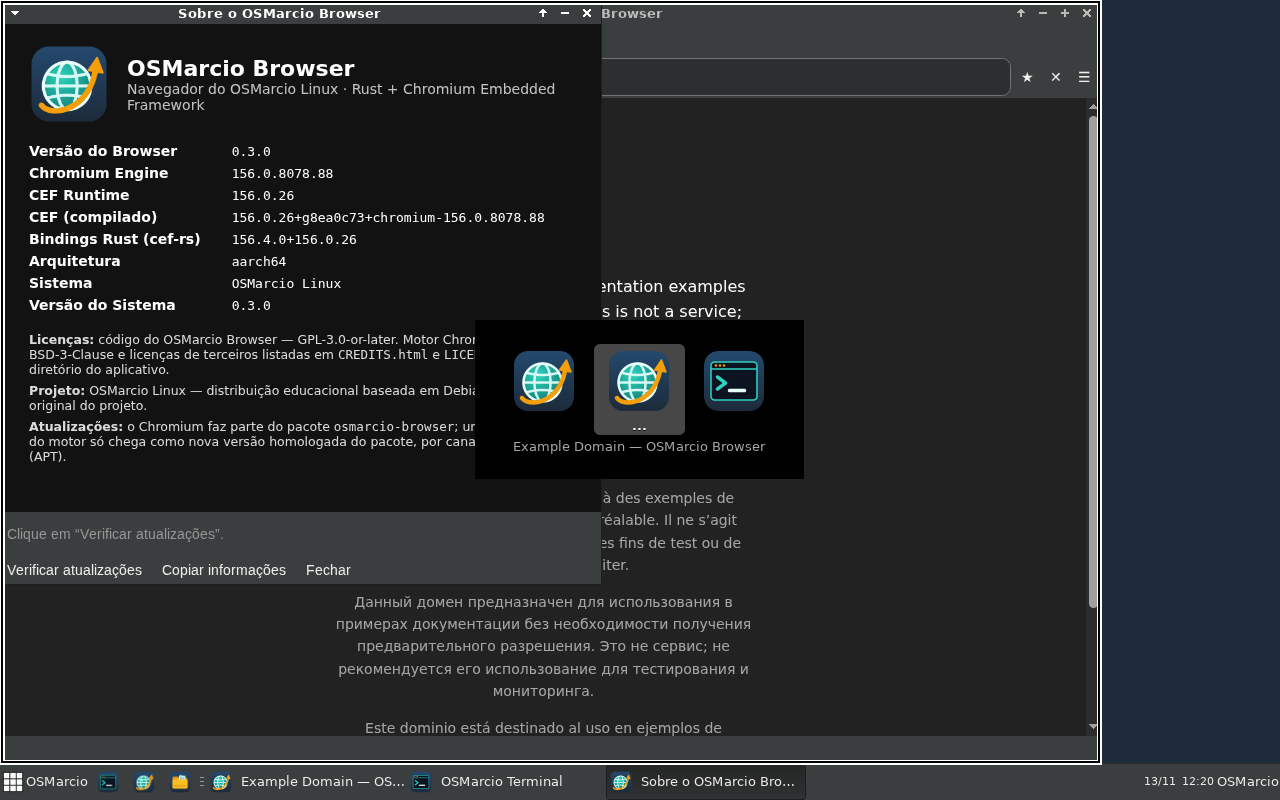 Sobre o OSMarcio Browser
Browser
OSMarcio Browser
Navegador do OSMarcio Linux · Rust + Chromium Embedded
Framework
Versão do Browser 0.3.0
Chromium Engine 156.0.8078.88
CEF Runtime 156.0.26
CEF (compilado) 156.0.26+g8ea0c73+chromium-156.0.8078.88
Bindings Rust (cef-rs) 156.4.0+156.0.26
Arquitetura aarch64
Sistema OSMarcio Linux
Versão do Sistema 0.3.0
Licenças: código do OSMarcio Browser — GPL-3.0-or-later. Motor Chro
BSD-3-Clause e licenças de terceiros listadas em CREDITS.html e LICE
diretório do aplicativo.
Projeto: OSMarcio Linux — distribuição educacional baseada em Debia
original do projeto.
Atualizações: o Chromium faz parte do pacote osmarcio-browser; u
do motor só chega como nova versão homologada do pacote, por cana
(APT).
Clique em “Verificar atualizações”.
Verificar atualizações Copiar informações Fechar
entation examples
s is not a service;
...
Example Domain — OSMarcio Browser
à des exemples de
réalable. Il ne s’agit
es fins de test ou de
iter.
Данный домен предназначен для использования в
примерах документации без необходимости получения
предварительного разрешения. Это не сервис; не
рекомендуется его использование для тестирования и
мониторинга.
Este dominio está destinado al uso en ejemplos de
OSMarcio Example Domain — OS... OSMarcio Terminal Sobre o OSMarcio Bro... 13/11 12:20 OSMarcio